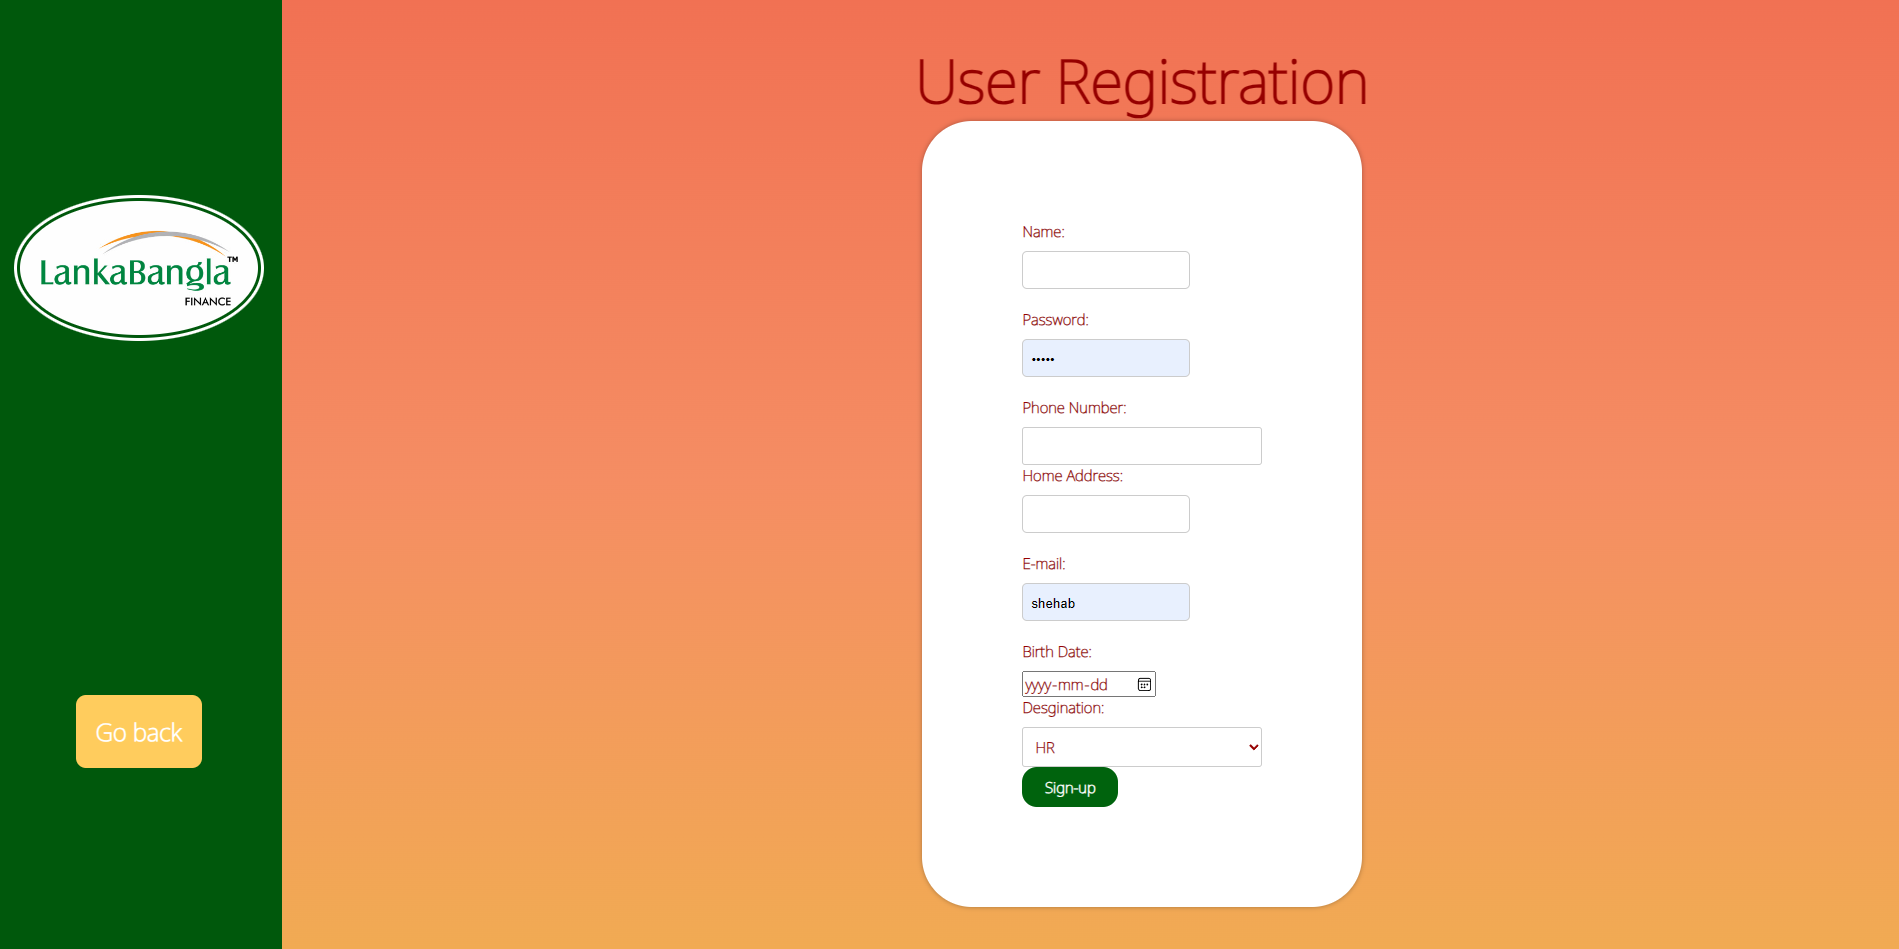 User Registration
LankaBangla™
FINANCE
Go back
Name:
Password:
•••••
Phone Number:
Home Address:
E-mail:
shehab
Birth Date:
yyyy-mm-dd
Desgination:
HR
Sign-up